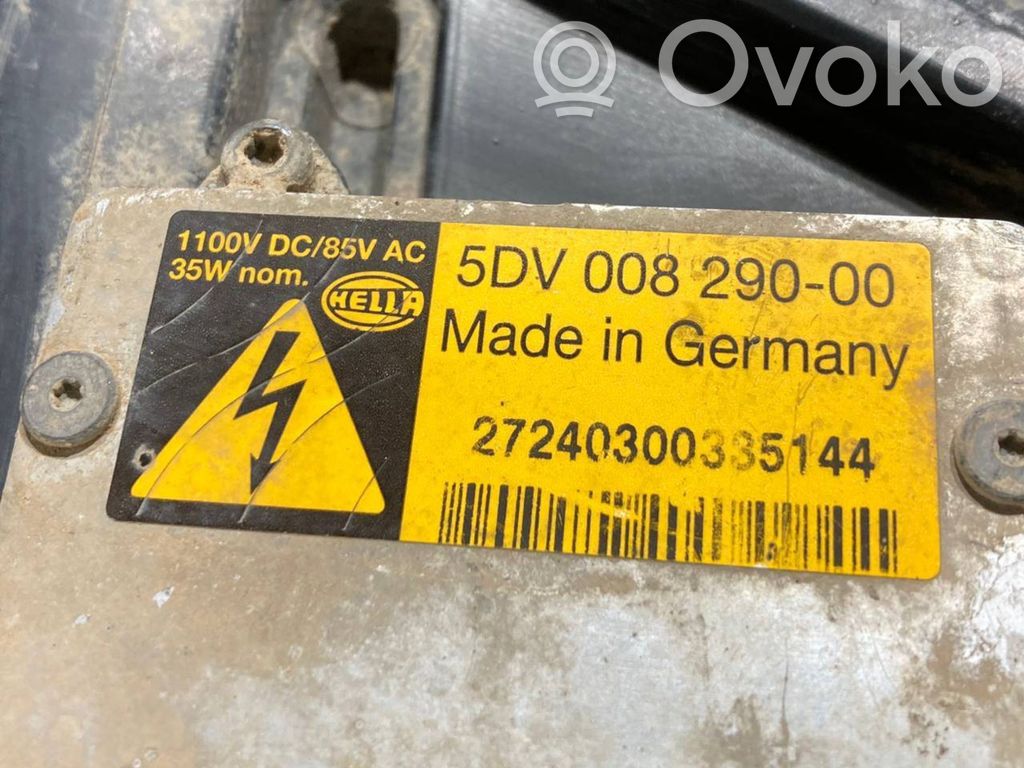 Ovoko
1100V DC/85V AC
35W nom.
HELLA
5DV 008 290-00
Made in Germany
27240300335144